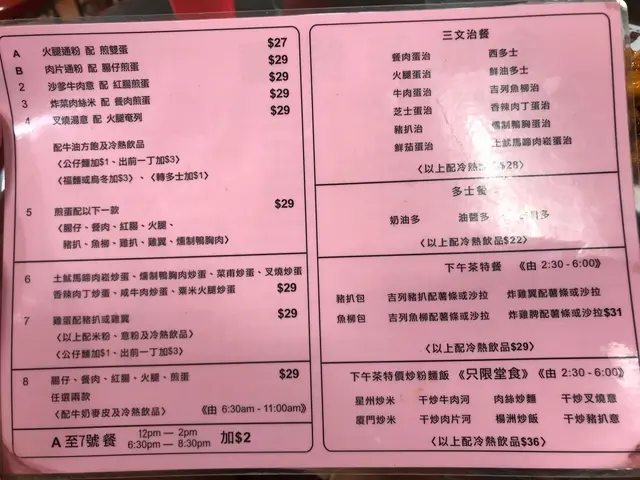 A 火腿通粉 配 煎雙蛋 $27
B 肉片通粉 配 腸仔煎蛋 $29
2 沙爹牛肉意 配 紅腸煎蛋 $29
3 炸菜肉絲米 配 餐肉煎蛋 $29
4 叉燒湯意 配 火腿奄列 $29
配牛油方飽及冷熱飲品
〈公仔麵加$1、出前一丁加$3〉
〈福麵或烏冬加$3〉、〈轉多士加$1〉
5 煎蛋配以下一款 $29
〈腸仔、餐肉、紅腸、火腿、
豬扒、魚柳、雞扒、雞翼、燻制鴨胸肉〉
6 土魷馬蹄肉崧炒蛋、燻制鴨胸肉炒蛋、菜甫炒蛋、叉燒炒蛋
香辣肉丁炒蛋、咸牛肉炒蛋、粟米火腿炒蛋 $29
7 雞蛋配豬扒或雞翼 $29
〈以上配米粉、意粉及冷熱飲品〉
〈公仔麵加$1、出前一丁加$3〉
8 腸仔、餐肉、紅腸、火腿、煎蛋 $29
任選兩款
〈配牛奶麥皮及冷熱飲品〉 《由 6:30am - 11:00am》
A 至7號餐 12pm — 2pm 加$2
6:30pm — 8:30pm
三文治餐
餐肉蛋治 西多士
火腿蛋治 鮮油多士
牛肉蛋治 吉列魚柳治
芝士蛋治 香辣肉丁蛋治
豬扒治 燻制鴨胸蛋治
鮮茄蛋治 土魷馬蹄肉崧蛋治
〈以上配冷熱飲品$28〉
多士餐
奶油多 油醬多 多
〈以上配冷熱飲品$22〉
下午茶特餐 《由 2:30 - 6:00》
豬扒包 吉列豬扒配薯條或沙拉 炸雞翼配薯條或沙拉
魚柳包 吉列魚柳配薯條或沙拉 炸雞脾配薯條或沙拉$31
〈以上配冷熱飲品$29〉
下午茶特價炒粉麵飯 《只限堂食》 《由 2:30 - 6:00》
星州炒米 干炒牛河 肉絲炒麵 干炒叉燒意
廈門炒米 干炒肉片河 楊洲炒飯 干炒豬扒意
〈以上配冷熱飲品$36〉